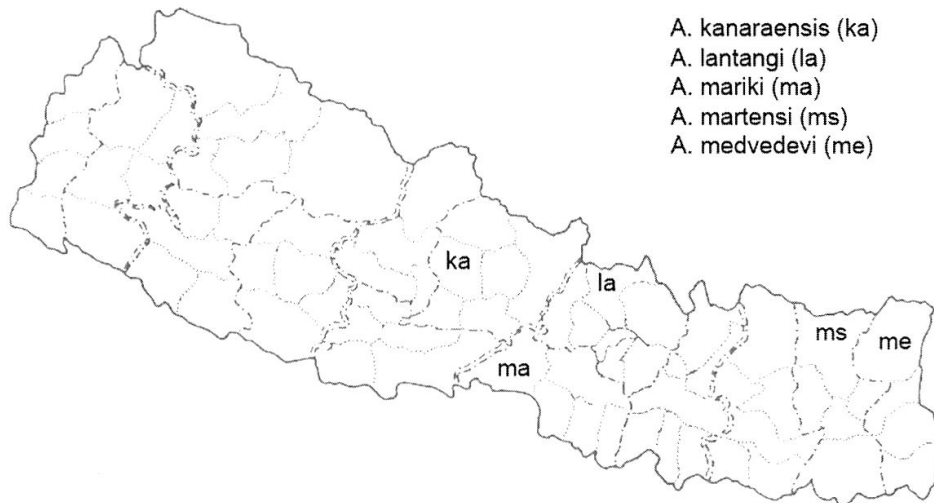 A. kanaraensis (ka)
A. lantangi (la)
A. mariki (ma)
A. martensi (ms)
A. medvedevi (me)
ka
la
ms
me
ma